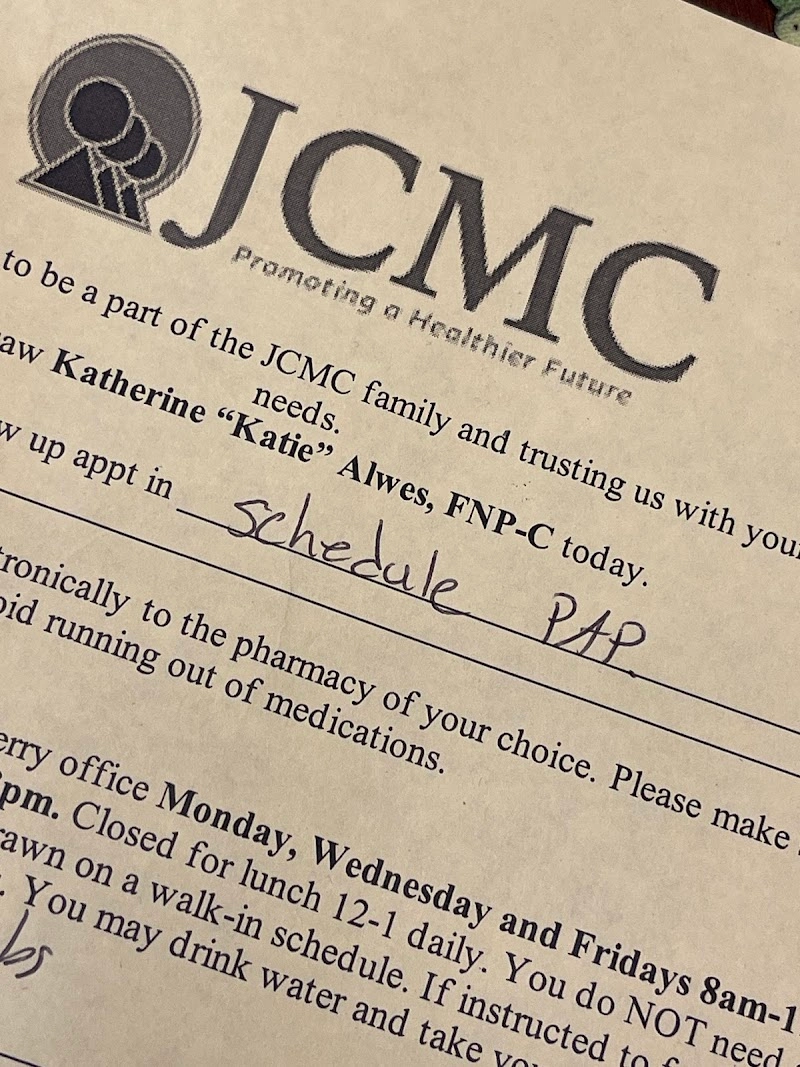 JCMC
Promoting a Healthier Future
to be a part of the JCMC family and trusting us with your
needs.
aw Katherine “Katie” Alwes, FNP-C today.
w up appt in schedule PAP.
ronically to the pharmacy of your choice. Please make
oid running out of medications.
erry office Monday, Wednesday and Fridays 8am-1
pm. Closed for lunch 12-1 daily. You do NOT need
rawn on a walk-in schedule. If instructed to f
. You may drink water and take you
bs